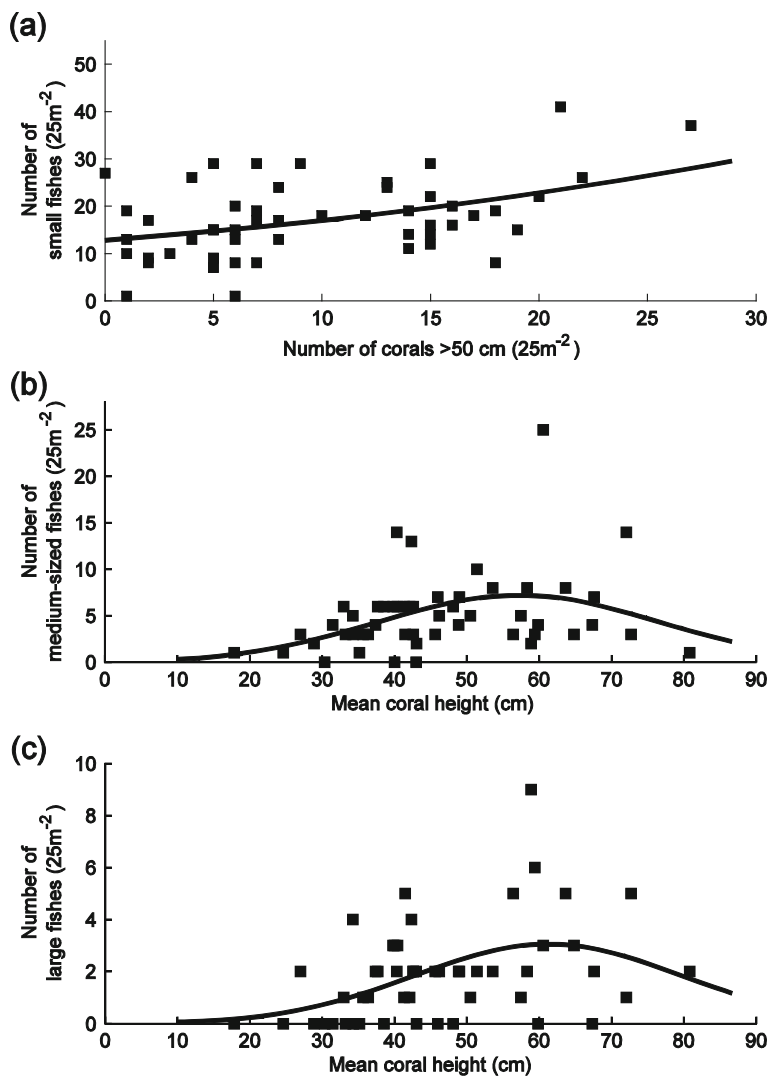 (a)
Number of
small fishes (25m⁻²)
50
40
30
20
10
0
0 5 10 15 20 25 30
Number of corals >50 cm (25m⁻²)
(b)
Number of
medium-sized fishes (25m⁻²)
25
20
15
10
5
0
0 10 20 30 40 50 60 70 80 90
Mean coral height (cm)
(c)
Number of
large fishes (25m⁻²)
10
8
6
4
2
0
0 10 20 30 40 50 60 70 80 90
Mean coral height (cm)